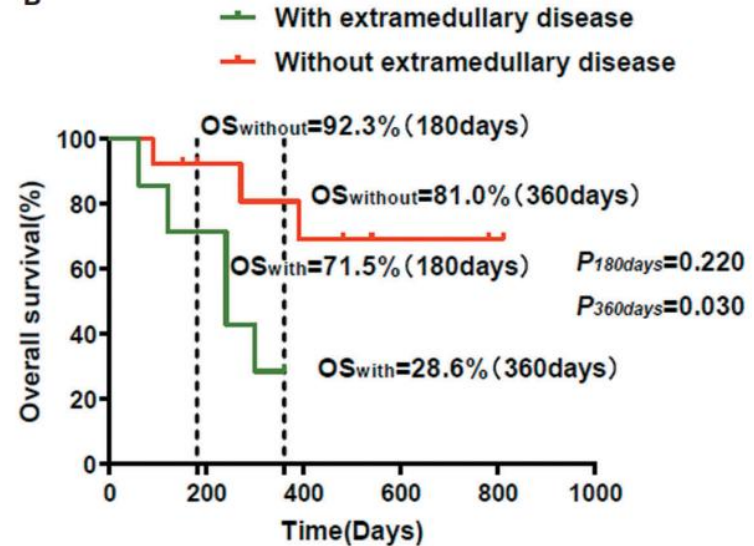 With extramedullary disease
Without extramedullary disease
OSwithout=92.3%(180days)
OSwithout=81.0%(360days)
OSwith=71.5%(180days)
P180days=0.220
P360days=0.030
OSwith=28.6%(360days)
Overall survival(%)
100
80
60
40
20
0
0 200 400 600 800 1000
Time(Days)